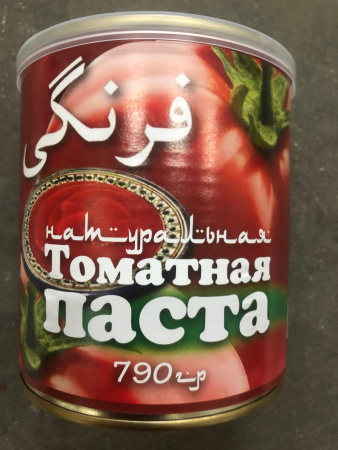 فرنگی
натуральная
Томатная
паста
790гр